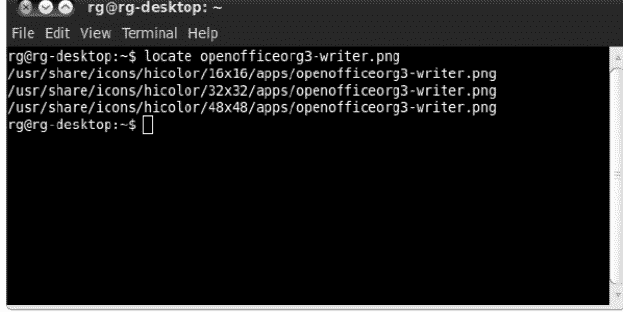 rg@rg-desktop: ~
File Edit View Terminal Help
rg@rg-desktop:~$ locate openofficeorg3-writer.png
/usr/share/icons/hicolor/16x16/apps/openofficeorg3-writer.png
/usr/share/icons/hicolor/32x32/apps/openofficeorg3-writer.png
/usr/share/icons/hicolor/48x48/apps/openofficeorg3-writer.png
rg@rg-desktop:~$